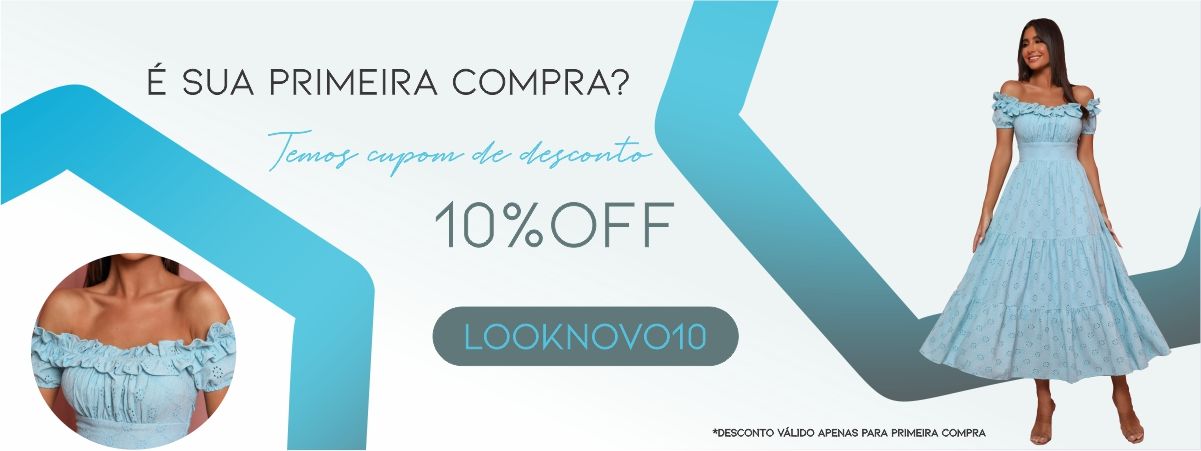 É SUA PRIMEIRA COMPRA?
Temos cupom de desconto
10%OFF
LOOKNOVO10
*DESCONTO VÁLIDO APENAS PARA PRIMEIRA COMPRA